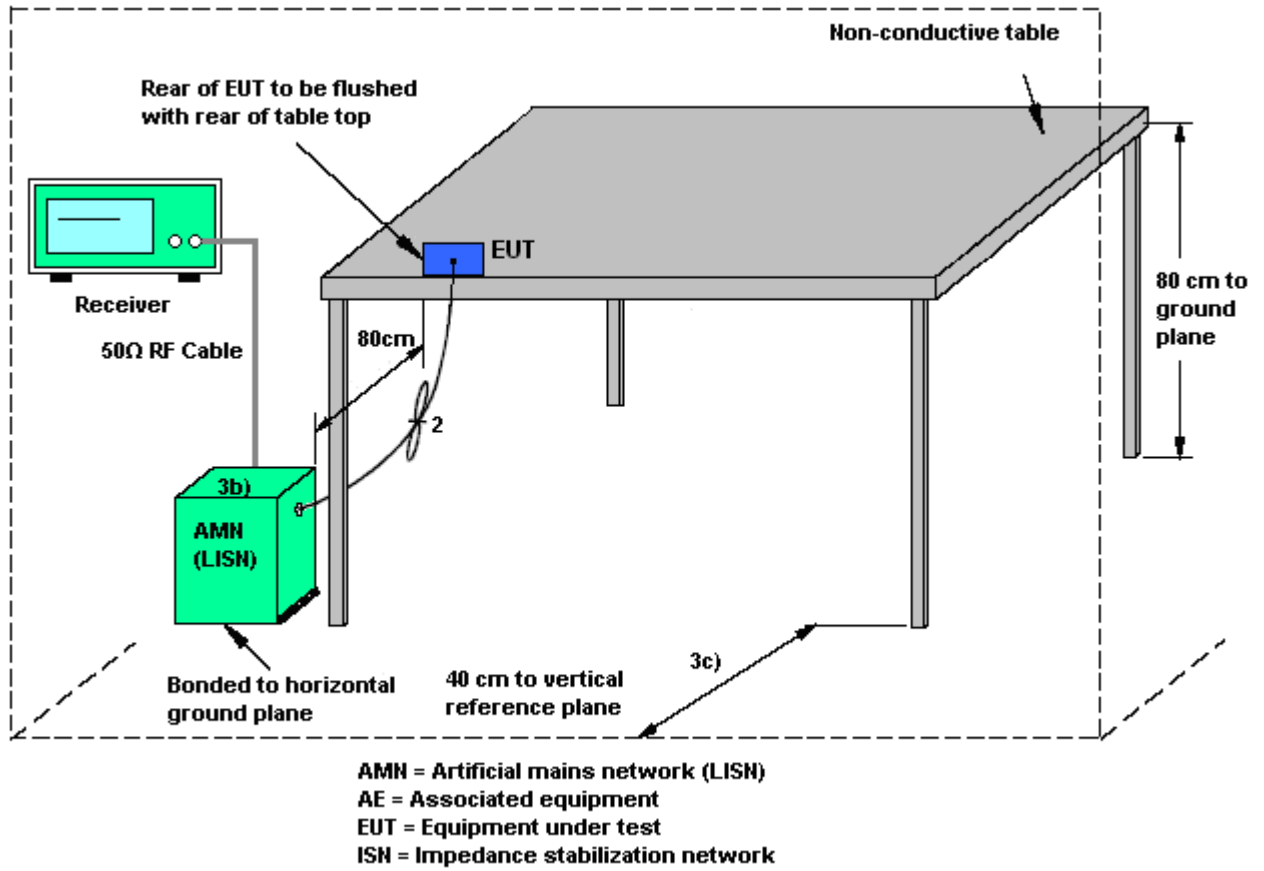 Non-conductive table
Rear of EUT to be flushed
with rear of table top
EUT
Receiver
80cm
80 cm to
ground
plane
50Ω RF Cable
2
3b)
AMN
(LISN)
3c)
Bonded to horizontal
ground plane
40 cm to vertical
reference plane
AMN = Artificial mains network (LISN)
AE = Associated equipment
EUT = Equipment under test
ISN = Impedance stabilization network